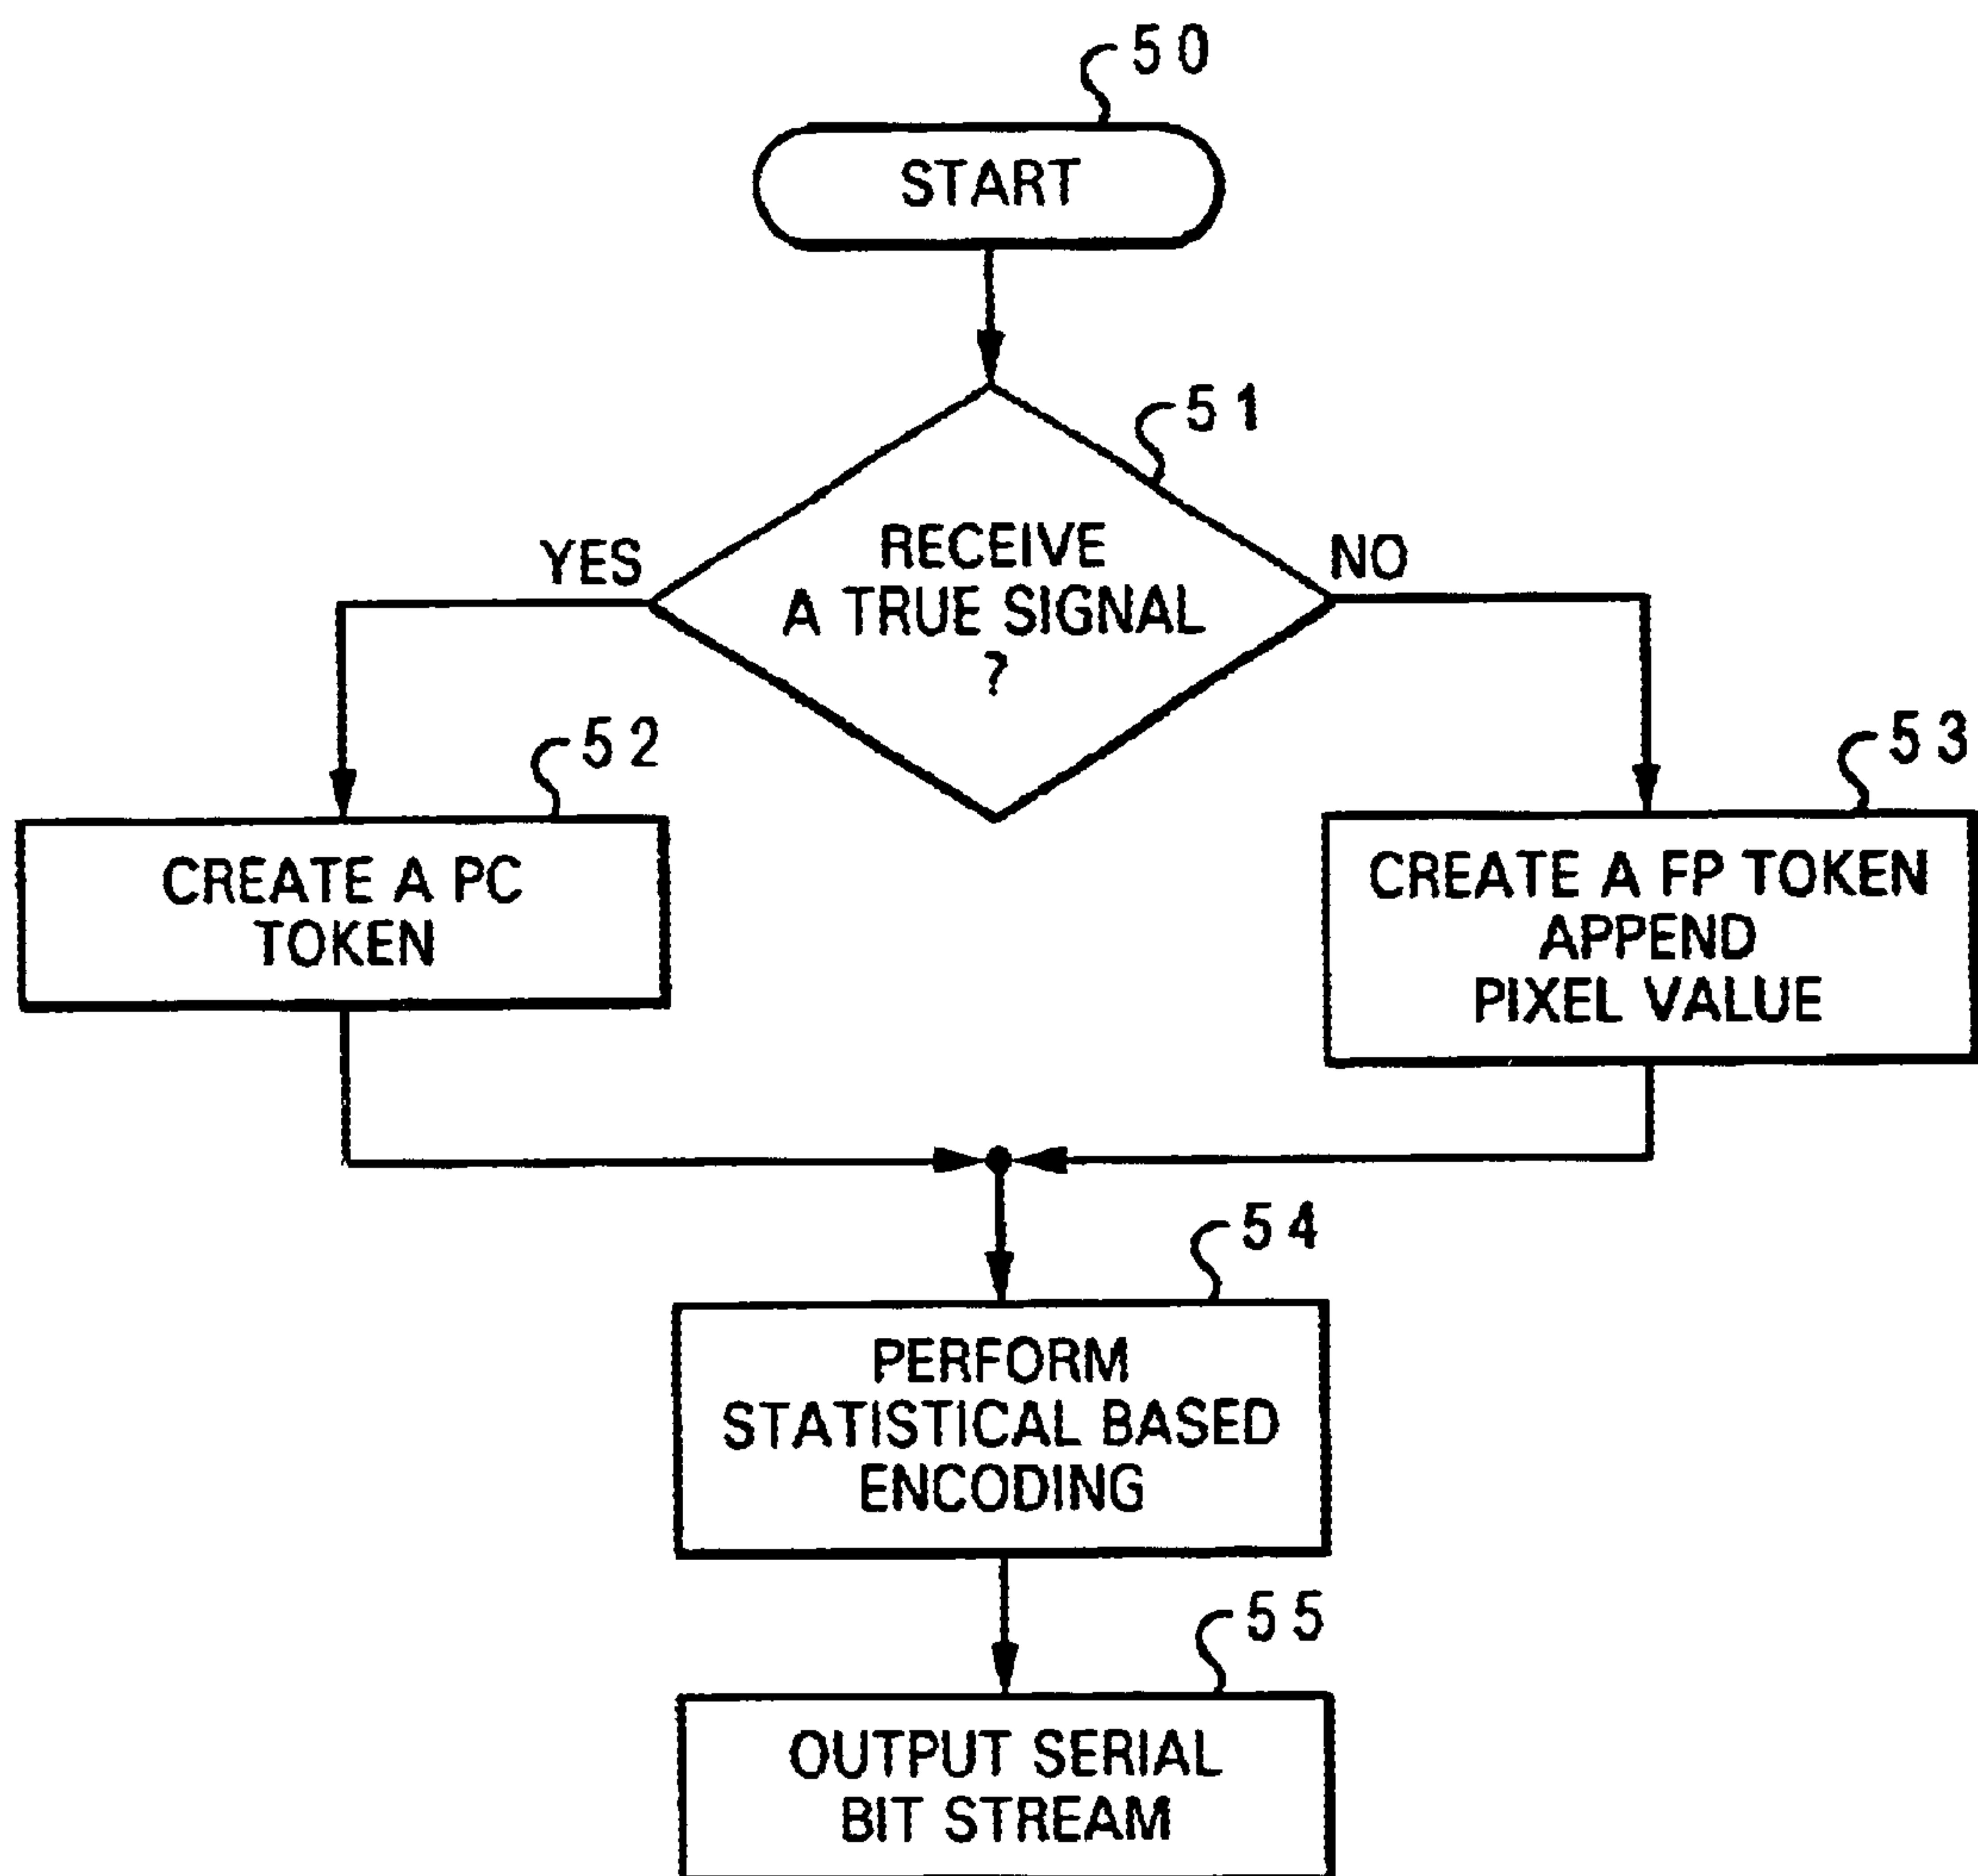 50
START
51
RECEIVE
A TRUE SIGNAL
?
YES
NO
52
CREATE A PC
TOKEN
53
CREATE A FP TOKEN
APPEND
PIXEL VALUE
54
PERFORM
STATISTICAL BASED
ENCODING
55
OUTPUT SERIAL
BIT STREAM